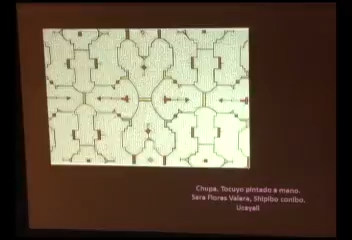 Chupa. Tocuyo pintado a mano.
Sara Flores Valera, Shipibo conibo.
Ucayali